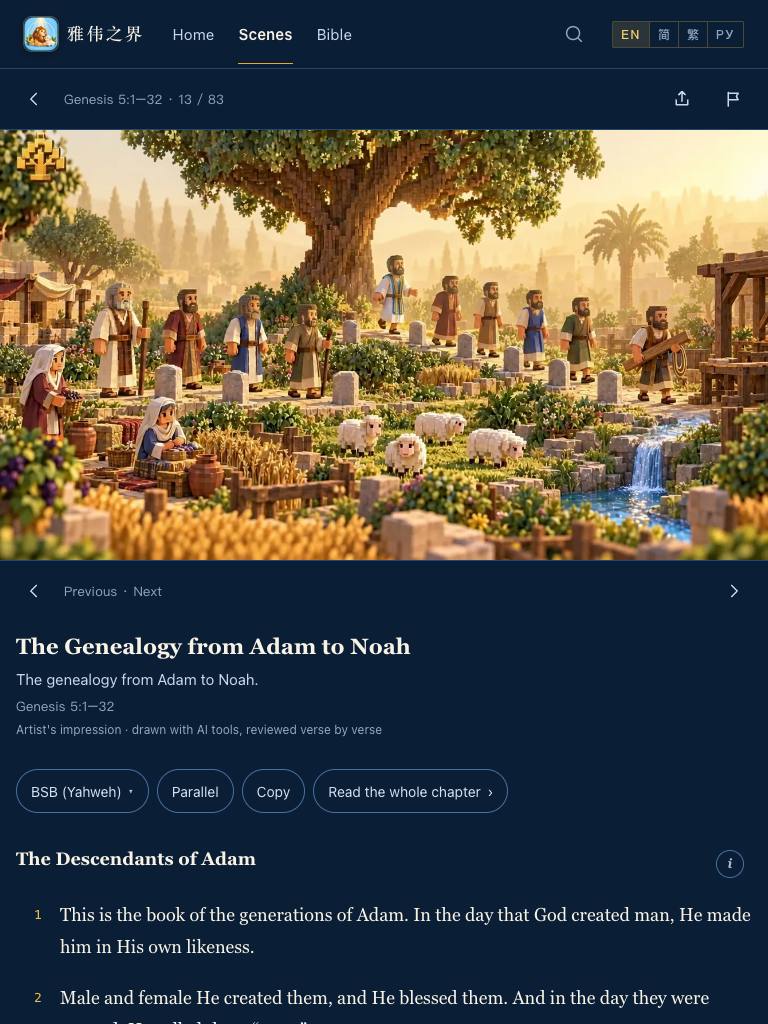 雅伟之界
Home
Scenes
Bible
EN
简
繁
РУ
Genesis 5:1—32 · 13 / 83
Previous · Next
The Genealogy from Adam to Noah
The genealogy from Adam to Noah.
Genesis 5:1—32
Artist's impression · drawn with AI tools, reviewed verse by verse
BSB (Yahweh)
Parallel
Copy
Read the whole chapter ›
The Descendants of Adam
i
1 This is the book of the generations of Adam. In the day that God created man, He made
him in His own likeness.
2 Male and female He created them, and He blessed them. And in the day they were